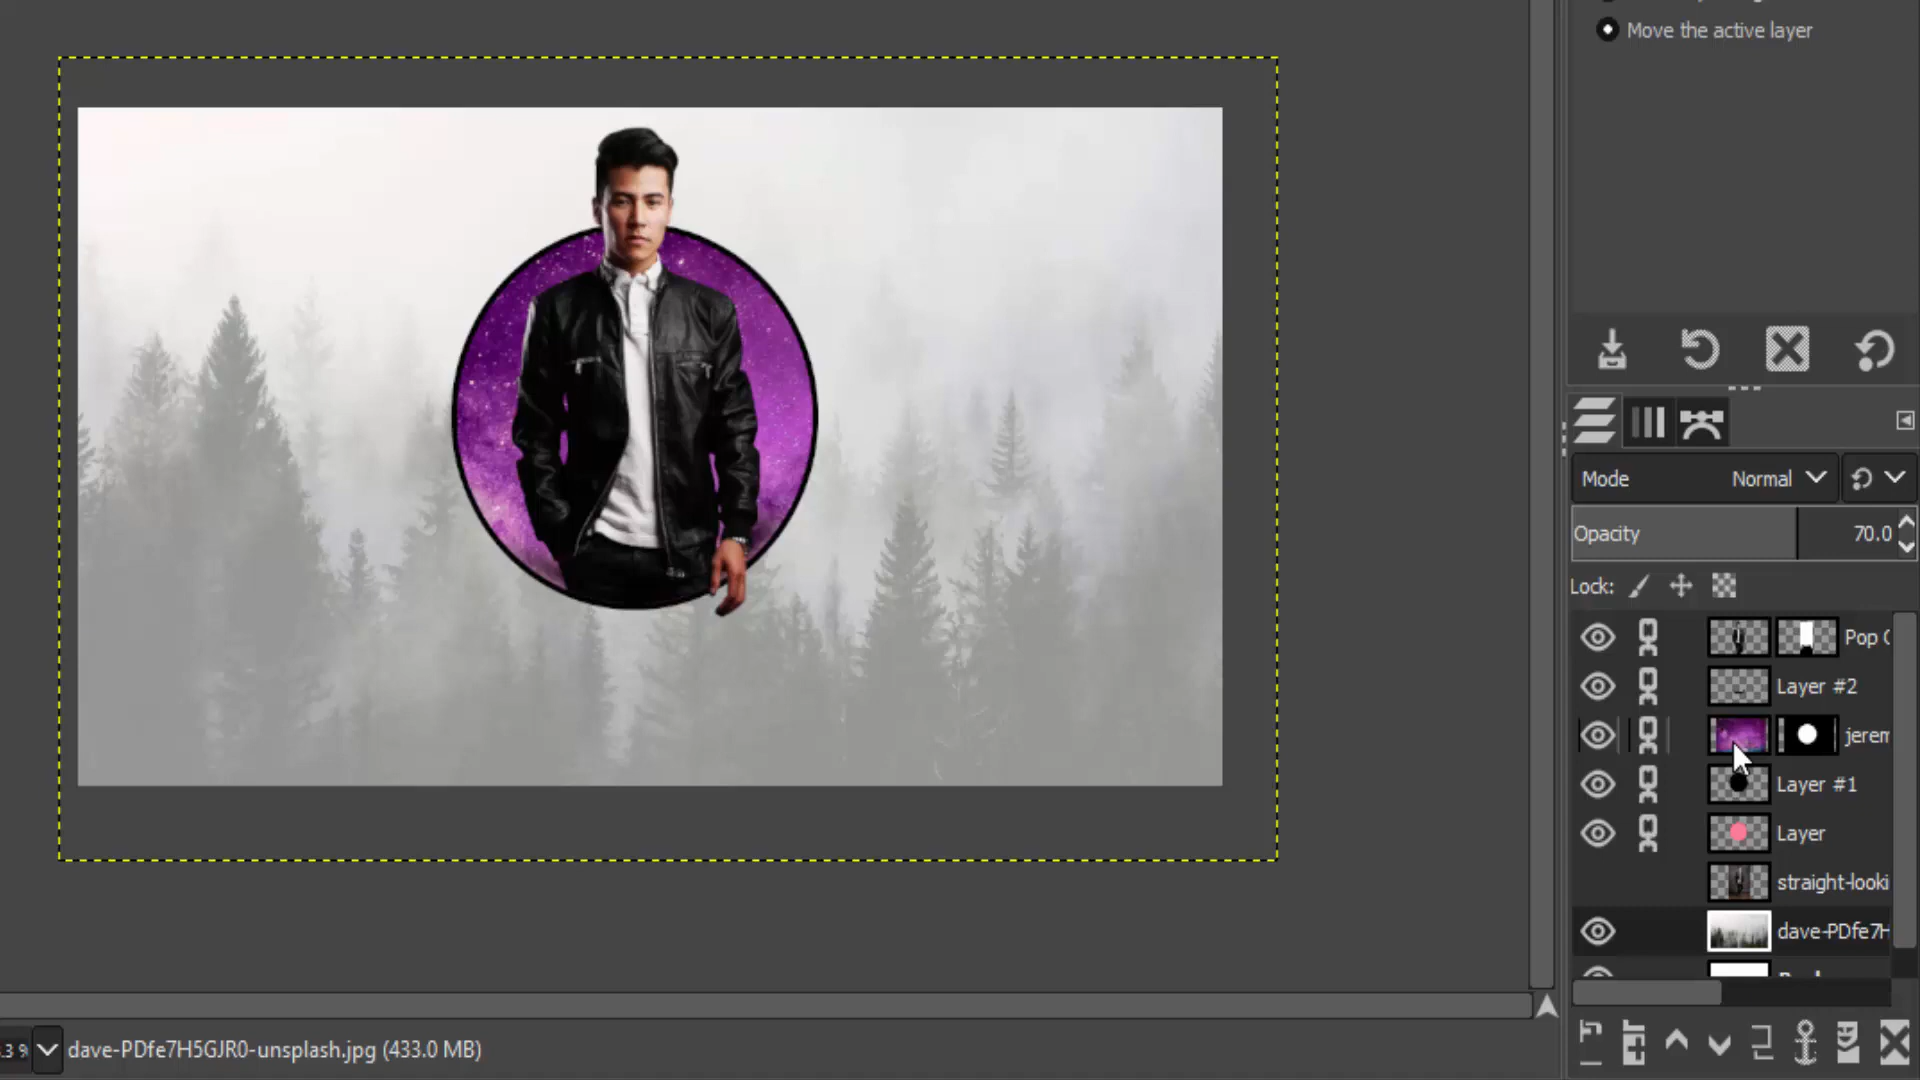 Move the active layer
Mode Normal
Opacity 70.0
Lock:
Pop
Layer #2
jerem
Layer #1
Layer
straight-looki
dave-PDfe7H
.3 %
dave-PDfe7H5GJR0-unsplash.jpg (433.0 MB)